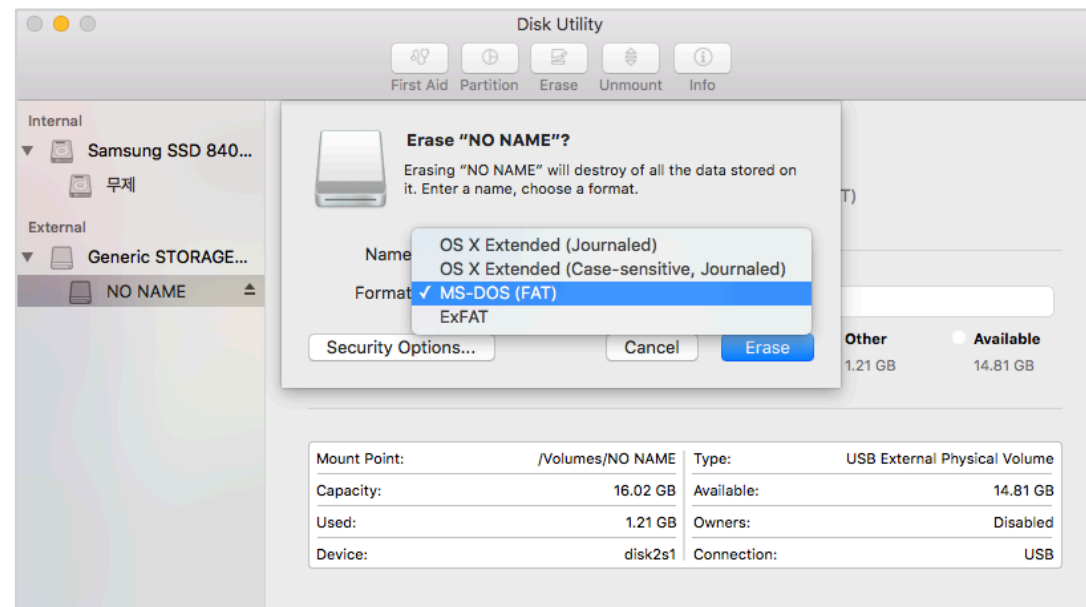 Disk Utility
First Aid Partition Erase Unmount Info
Internal
Samsung SSD 840...
무제
External
Generic STORAGE...
NO NAME
Erase “NO NAME”?
Erasing “NO NAME” will destroy of all the data stored on
it. Enter a name, choose a format.
T)
Name
OS X Extended (Journaled)
OS X Extended (Case-sensitive, Journaled)
Format ✓ MS-DOS (FAT)
ExFAT
Security Options... Cancel Erase
Other Available
1.21 GB 14.81 GB
Mount Point: /Volumes/NO NAME Type: USB External Physical Volume
Capacity: 16.02 GB Available: 14.81 GB
Used: 1.21 GB Owners: Disabled
Device: disk2s1 Connection: USB